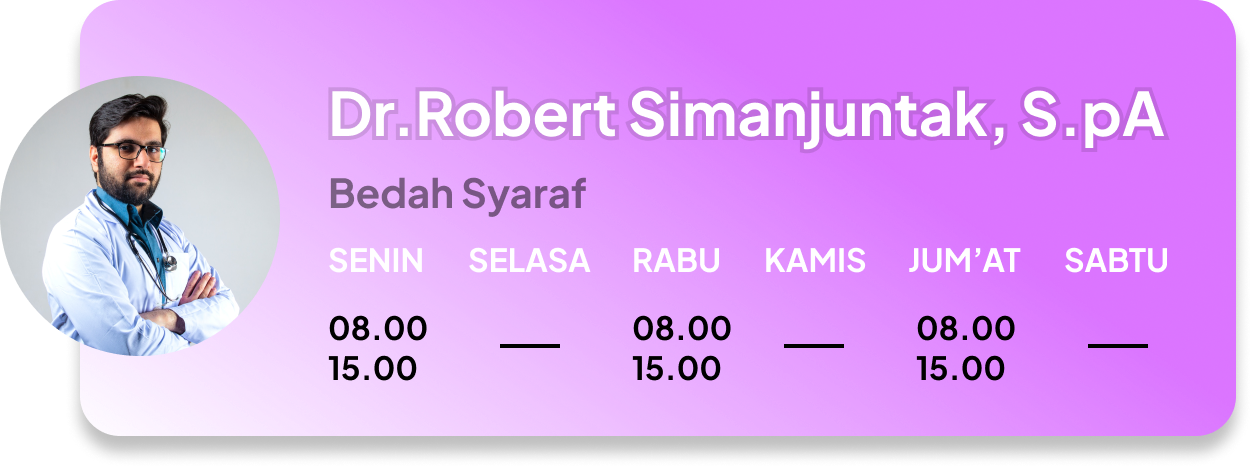 Dr.Robert Simanjuntak, S.pA
Bedah Syaraf
SENIN SELASA RABU KAMIS JUM’AT SABTU
08.00 — 08.00 — 08.00 —
15.00 15.00 15.00